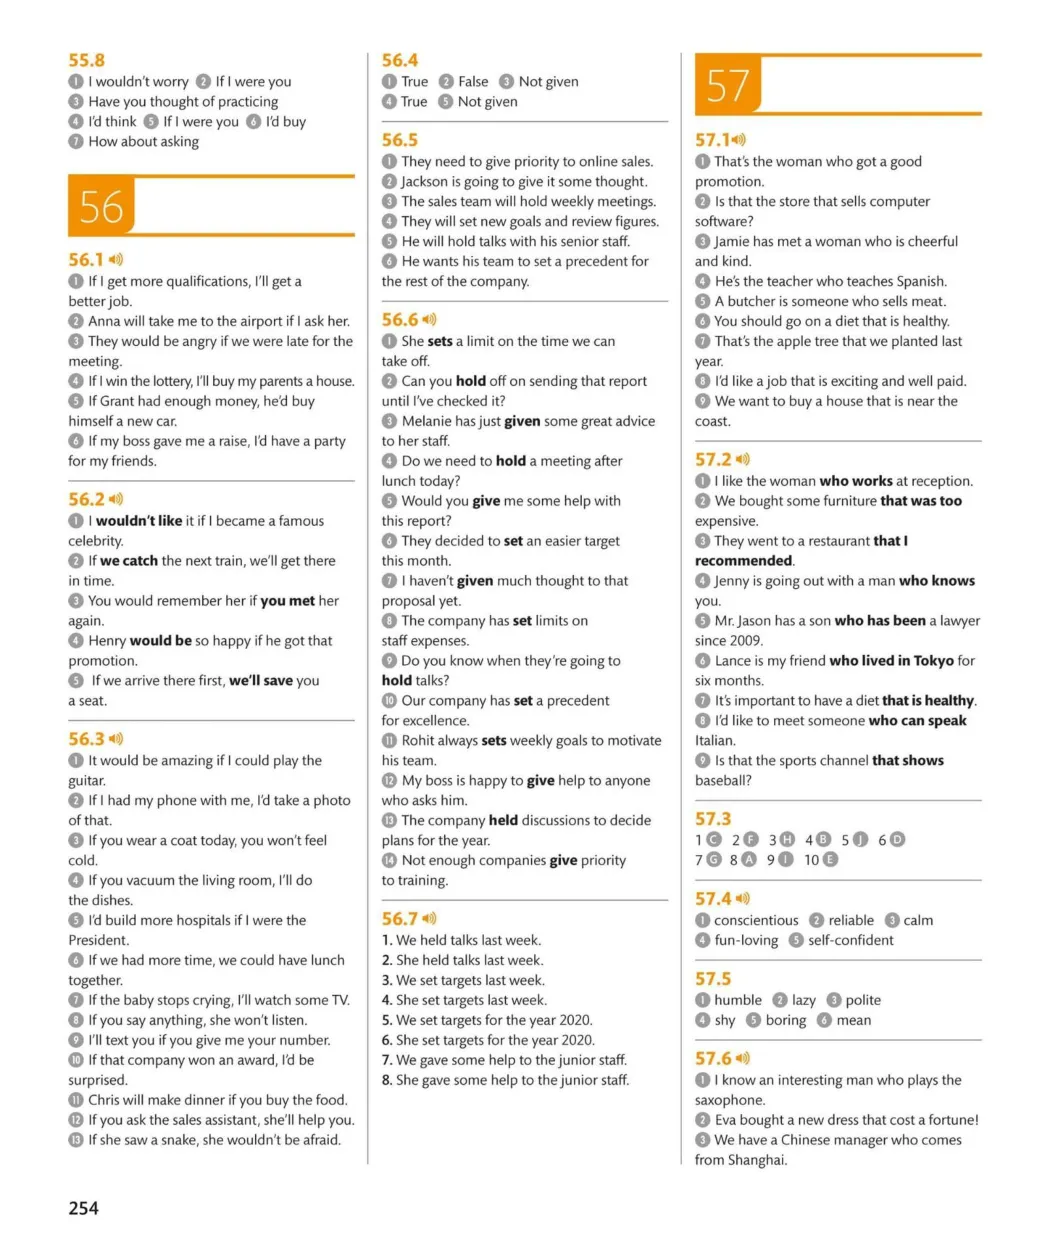 55.8
1 I wouldn't worry 2 If I were you
3 Have you thought of practicing
4 I'd think 5 If I were you 6 I'd buy
7 How about asking
56
56.1
1 If I get more qualifications, I'll get a
better job.
2 Anna will take me to the airport if I ask her.
3 They would be angry if we were late for the
meeting.
4 If I win the lottery, I'll buy my parents a house.
5 If Grant had enough money, he'd buy
himself a new car.
6 If my boss gave me a raise, I'd have a party
for my friends.
56.2
1 I wouldn't like it if I became a famous
celebrity.
2 If we catch the next train, we'll get there
in time.
3 You would remember her if you met her
again.
4 Henry would be so happy if he got that
promotion.
5 If we arrive there first, we'll save you
a seat.
56.3
1 It would be amazing if I could play the
guitar.
2 If I had my phone with me, I'd take a photo
of that.
3 If you wear a coat today, you won't feel
cold.
4 If you vacuum the living room, I'll do
the dishes.
5 I'd build more hospitals if I were the
President.
6 If we had more time, we could have lunch
together.
7 If the baby stops crying, I'll watch some TV.
8 If you say anything, she won't listen.
9 I'll text you if you give me your number.
10 If that company won an award, I'd be
surprised.
11 Chris will make dinner if you buy the food.
12 If you ask the sales assistant, she'll help you.
13 If she saw a snake, she wouldn't be afraid.
56.4
1 True 2 False 3 Not given
4 True 5 Not given
56.5
1 They need to give priority to online sales.
2 Jackson is going to give it some thought.
3 The sales team will hold weekly meetings.
4 They will set new goals and review figures.
5 He will hold talks with his senior staff.
6 He wants his team to set a precedent for
the rest of the company.
56.6
1 She sets a limit on the time we can
take off.
2 Can you hold off on sending that report
until I've checked it?
3 Melanie has just given some great advice
to her staff.
4 Do we need to hold a meeting after
lunch today?
5 Would you give me some help with
this report?
6 They decided to set an easier target
this month.
7 I haven't given much thought to that
proposal yet.
8 The company has set limits on
staff expenses.
9 Do you know when they're going to
hold talks?
10 Our company has set a precedent
for excellence.
11 Rohit always sets weekly goals to motivate
his team.
12 My boss is happy to give help to anyone
who asks him.
13 The company held discussions to decide
plans for the year.
14 Not enough companies give priority
to training.
56.7
1. We held talks last week.
2. She held talks last week.
3. We set targets last week.
4. She set targets last week.
5. We set targets for the year 2020.
6. She set targets for the year 2020.
7. We gave some help to the junior staff.
8. She gave some help to the junior staff.
57
57.1
1 That's the woman who got a good
promotion.
2 Is that the store that sells computer
software?
3 Jamie has met a woman who is cheerful
and kind.
4 He's the teacher who teaches Spanish.
5 A butcher is someone who sells meat.
6 You should go on a diet that is healthy.
7 That's the apple tree that we planted last
year.
8 I'd like a job that is exciting and well paid.
9 We want to buy a house that is near the
coast.
57.2
1 I like the woman who works at reception.
2 We bought some furniture that was too
expensive.
3 They went to a restaurant that I
recommended.
4 Jenny is going out with a man who knows
you.
5 Mr. Jason has a son who has been a lawyer
since 2009.
6 Lance is my friend who lived in Tokyo for
six months.
7 It's important to have a diet that is healthy.
8 I'd like to meet someone who can speak
Italian.
9 Is that the sports channel that shows
baseball?
57.3
1 C 2 F 3 H 4 B 5 J 6 D
7 G 8 A 9 I 10 E
57.4
1 conscientious 2 reliable 3 calm
4 fun-loving 5 self-confident
57.5
1 humble 2 lazy 3 polite
4 shy 5 boring 6 mean
57.6
1 I know an interesting man who plays the
saxophone.
2 Eva bought a new dress that cost a fortune!
3 We have a Chinese manager who comes
from Shanghai.
254